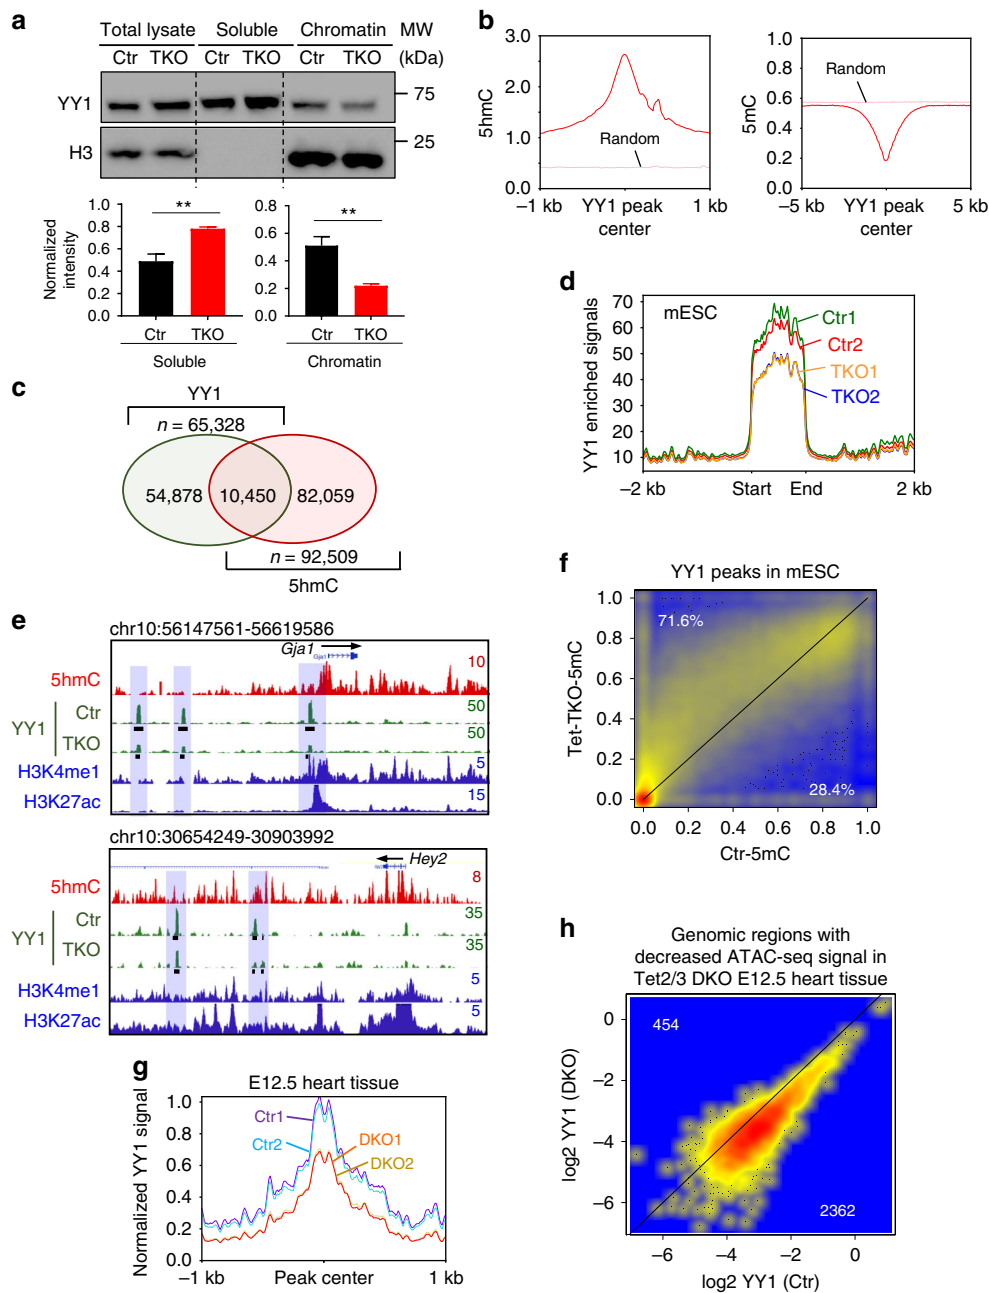 a
Total lysate Soluble Chromatin MW
Ctr TKO Ctr TKO Ctr TKO (kDa)
YY1
75
H3
25
Normalized intensity
1.0
0.8
0.6
0.4
0.2
0.0
**
Ctr TKO
Soluble
0.8
0.6
0.4
0.2
0.0
**
Ctr TKO
Chromatin
b
5hmC
3.0
2.0
1.0
0.0
Random
−1 kb YY1 peak center 1 kb
5mC
1.0
0.8
0.6
0.4
0.2
0.0
Random
−5 kb YY1 peak center 5 kb
c
YY1
n = 65,328
54,878 10,450 82,059
n = 92,509
5hmC
d
YY1 enriched signals
70
60
50
40
30
20
10
mESC
Ctr1
Ctr2
TKO1
TKO2
−2 kb Start End 2 kb
e
chr10:56147561-56619586
Gja1
Gja1
5hmC 10
YY1
Ctr 50
TKO 50
H3K4me1 5
H3K27ac 15
chr10:30654249-30903992
Hey2
5hmC 8
YY1
Ctr 35
TKO 35
H3K4me1 5
H3K27ac 5
f
YY1 peaks in mESC
Tet-TKO-5mC
1.0
0.8
0.6
0.4
0.2
0.0
71.6%
28.4%
0.0 0.2 0.4 0.6 0.8 1.0
Ctr-5mC
g
E12.5 heart tissue
Normalized YY1 signal
1.0
0.8
0.6
0.4
0.2
0.0
Ctr1
Ctr2
DKO1
DKO2
−1 kb Peak center 1 kb
h
Genomic regions with
decreased ATAC-seq signal in
Tet2/3 DKO E12.5 heart tissue
log2 YY1 (DKO)
0
−2
−4
−6
454
2362
−6 −4 −2 0
log2 YY1 (Ctr)